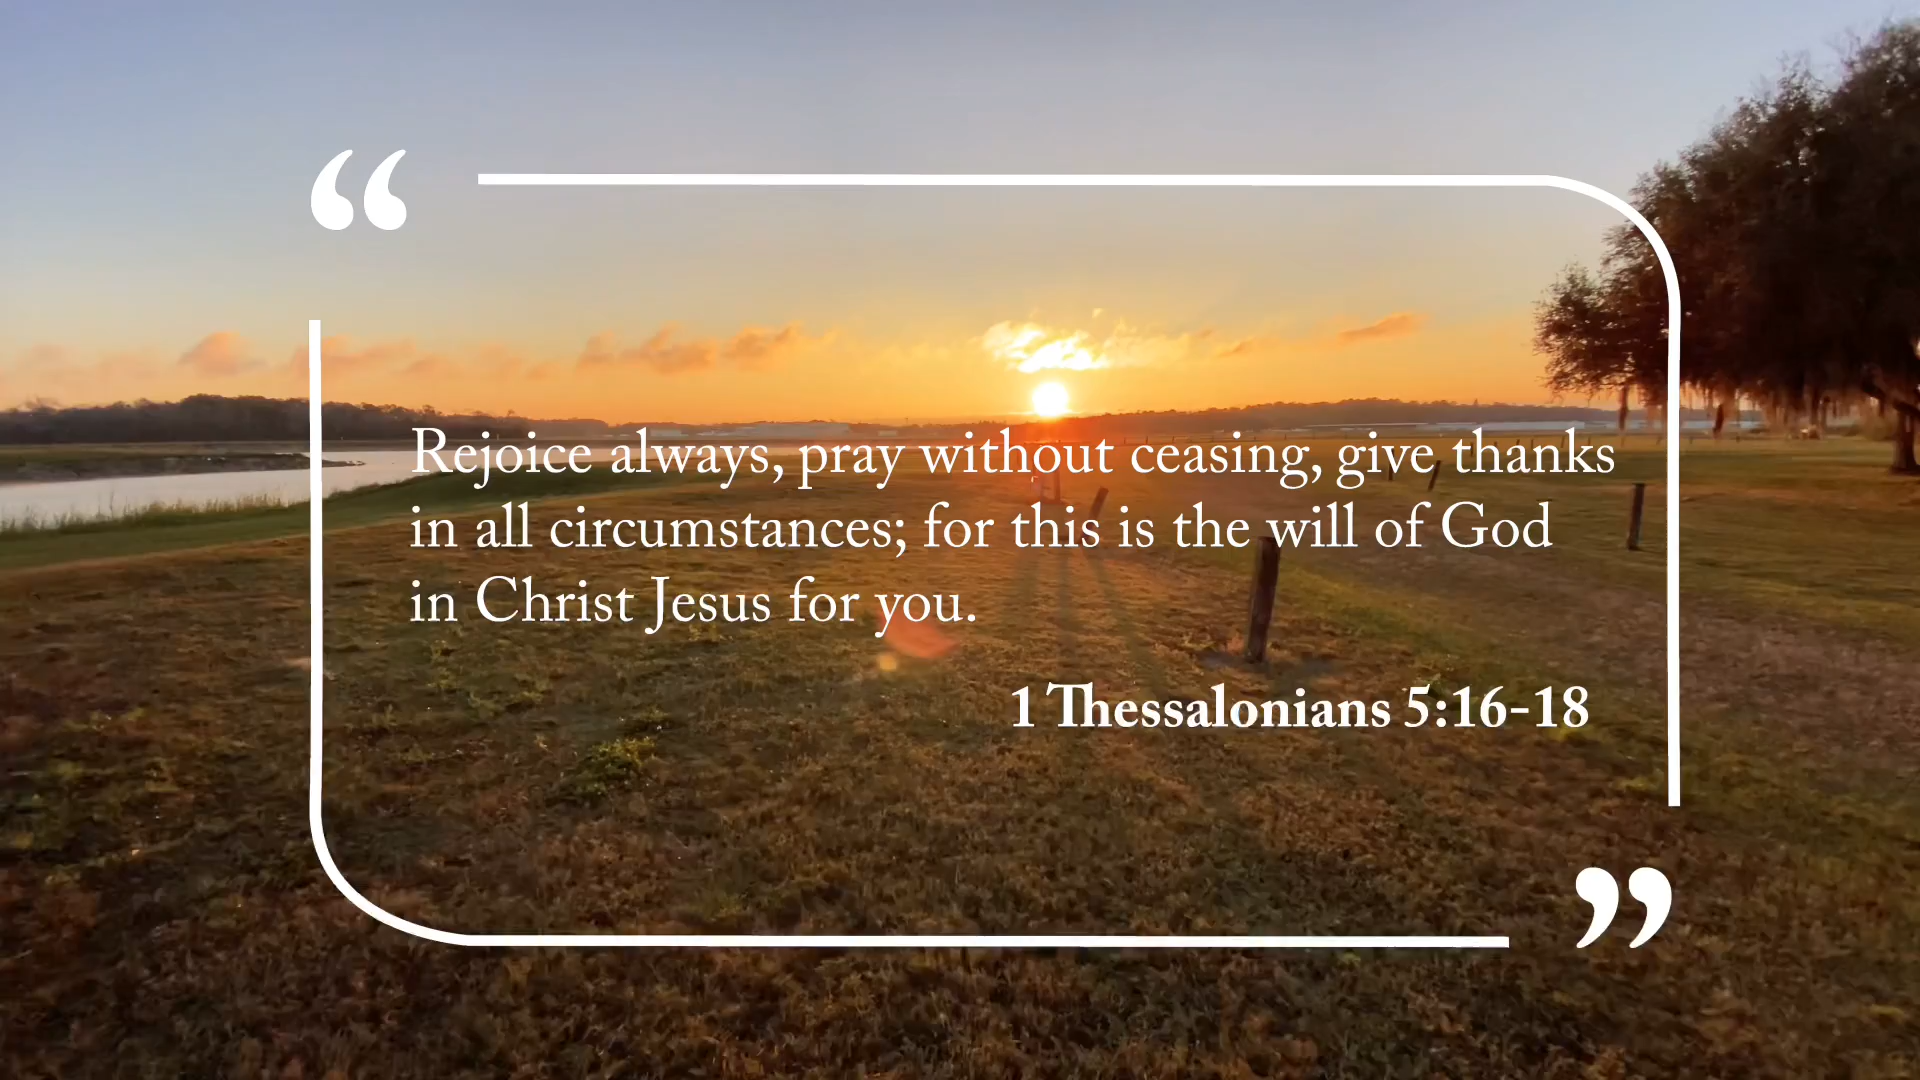 “
Rejoice always, pray without ceasing, give thanks
in all circumstances; for this is the will of God
in Christ Jesus for you.
1 Thessalonians 5:16-18
”